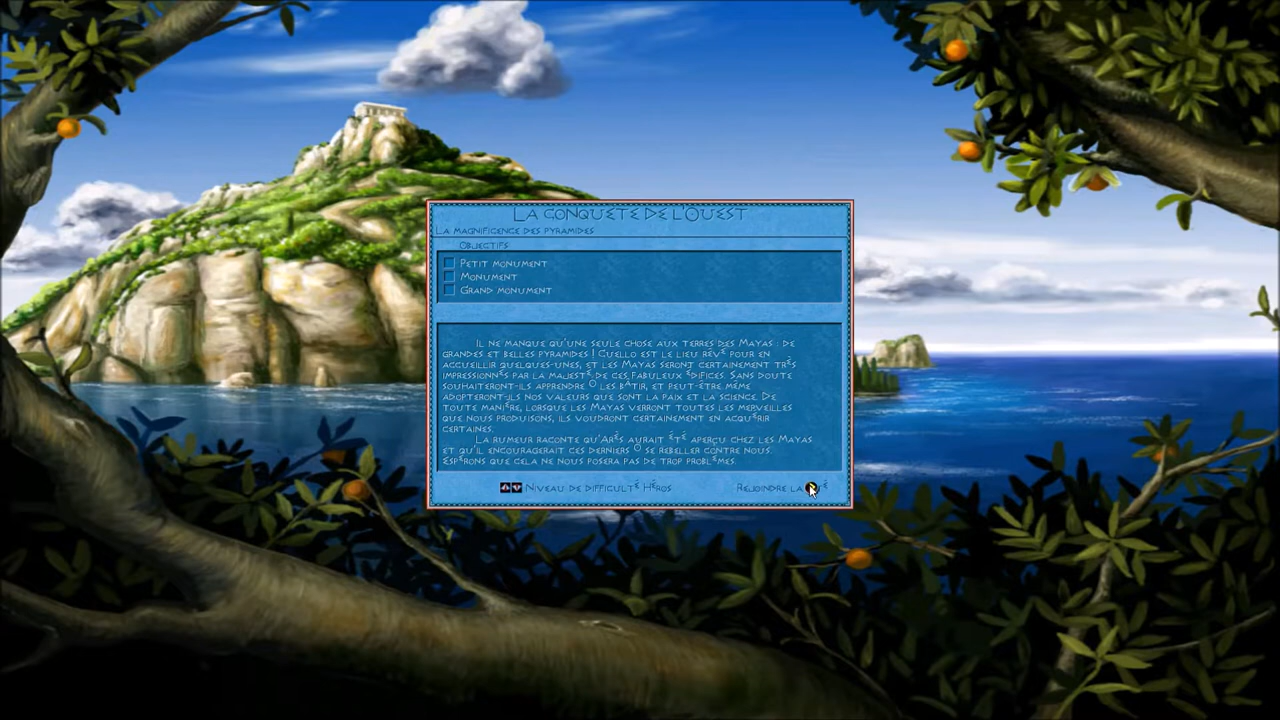 La conquête de l'Ouest
La magnificence des pyramides
Objectifs
Petit monument
Monument
Grand monument
Il ne manque qu'une seule chose aux terres des Mayas : de
grandes et belles pyramides ! Cuello est le lieu rêvé pour en
accueillir quelques-unes, et les Mayas seront certainement très
impressionnés par la majesté de ces fabuleux édifices. Sans doute
souhaiteront-ils apprendre à les bâtir, et peut-être même
adopteront-ils nos valeurs que sont la paix et la science. De
toute manière, lorsque les Mayas verront toutes les merveilles
que nous produisons, ils voudront certainement en acquérir
certaines.
La rumeur raconte qu'Arès aurait été aperçu chez les Mayas
et qu'il encouragerait ces derniers à se rebeller contre nous.
Espérons que cela ne nous posera pas de trop problèmes.
Niveau de difficulté Héros
Rejoindre la